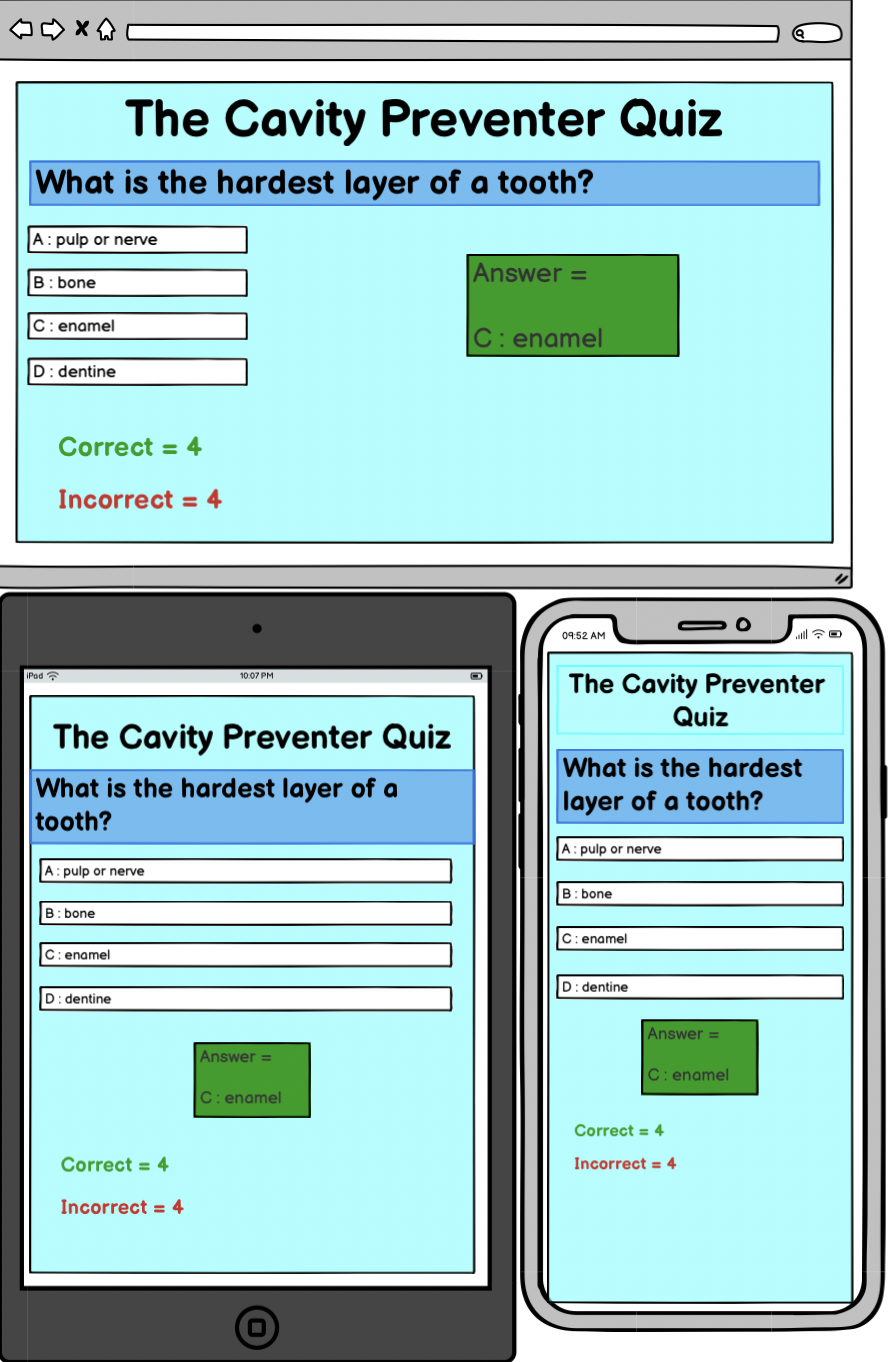 The Cavity Preventer Quiz
What is the hardest layer of a tooth?
A : pulp or nerve
B : bone
C : enamel
D : dentine
Answer =
C : enamel
Correct = 4
Incorrect = 4
iPod
10:07 PM
The Cavity Preventer Quiz
What is the hardest layer of a
tooth?
A : pulp or nerve
B : bone
C : enamel
D : dentine
Answer =
C : enamel
Correct = 4
Incorrect = 4
09:52 AM
The Cavity Preventer
Quiz
What is the hardest
layer of a tooth?
A : pulp or nerve
B : bone
C : enamel
D : dentine
Answer =
C : enamel
Correct = 4
Incorrect = 4